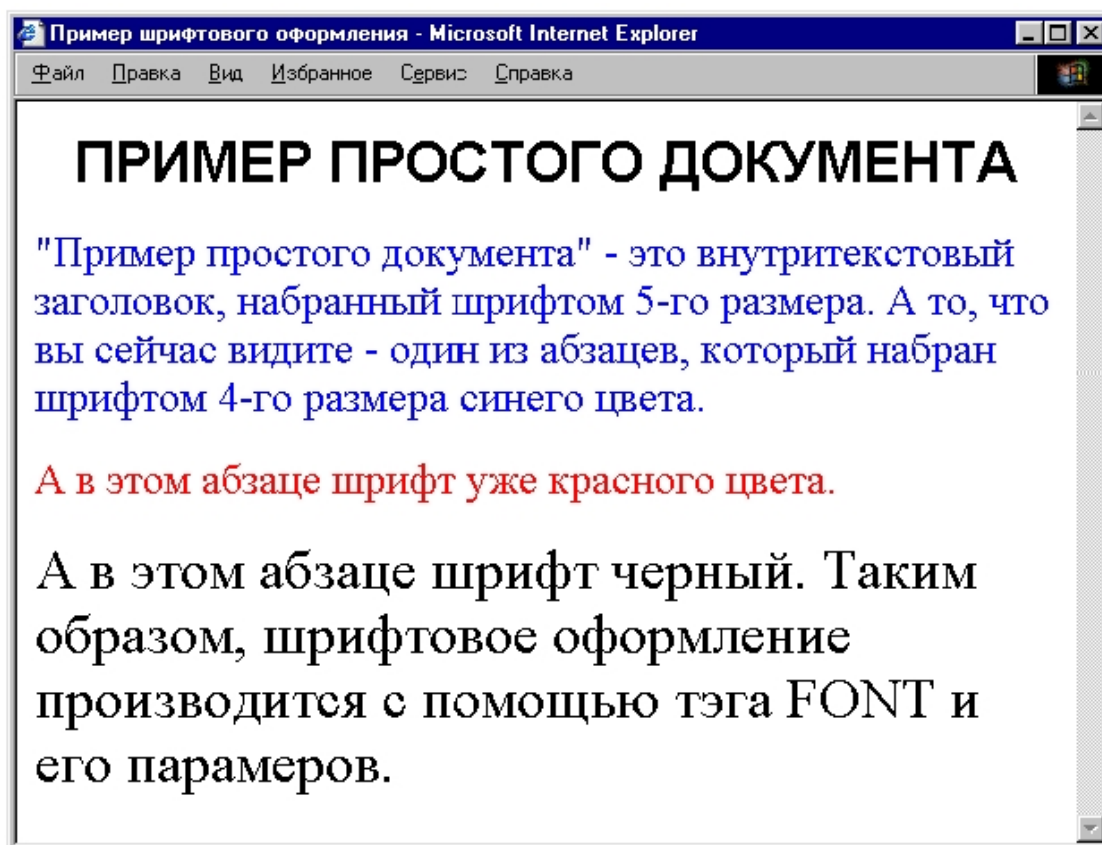 Пример шрифтового оформления - Microsoft Internet Explorer
Файл Правка Вид Избранное Сервис Справка
ПРИМЕР ПРОСТОГО ДОКУМЕНТА
"Пример простого документа" - это внутритекстовый
заголовок, набранный шрифтом 5-го размера. А то, что
вы сейчас видите - один из абзацев, который набран
шрифтом 4-го размера синего цвета.
А в этом абзаце шрифт уже красного цвета.
А в этом абзаце шрифт черный. Таким
образом, шрифтовое оформление
производится с помощью тэга FONT и
его парамеров.